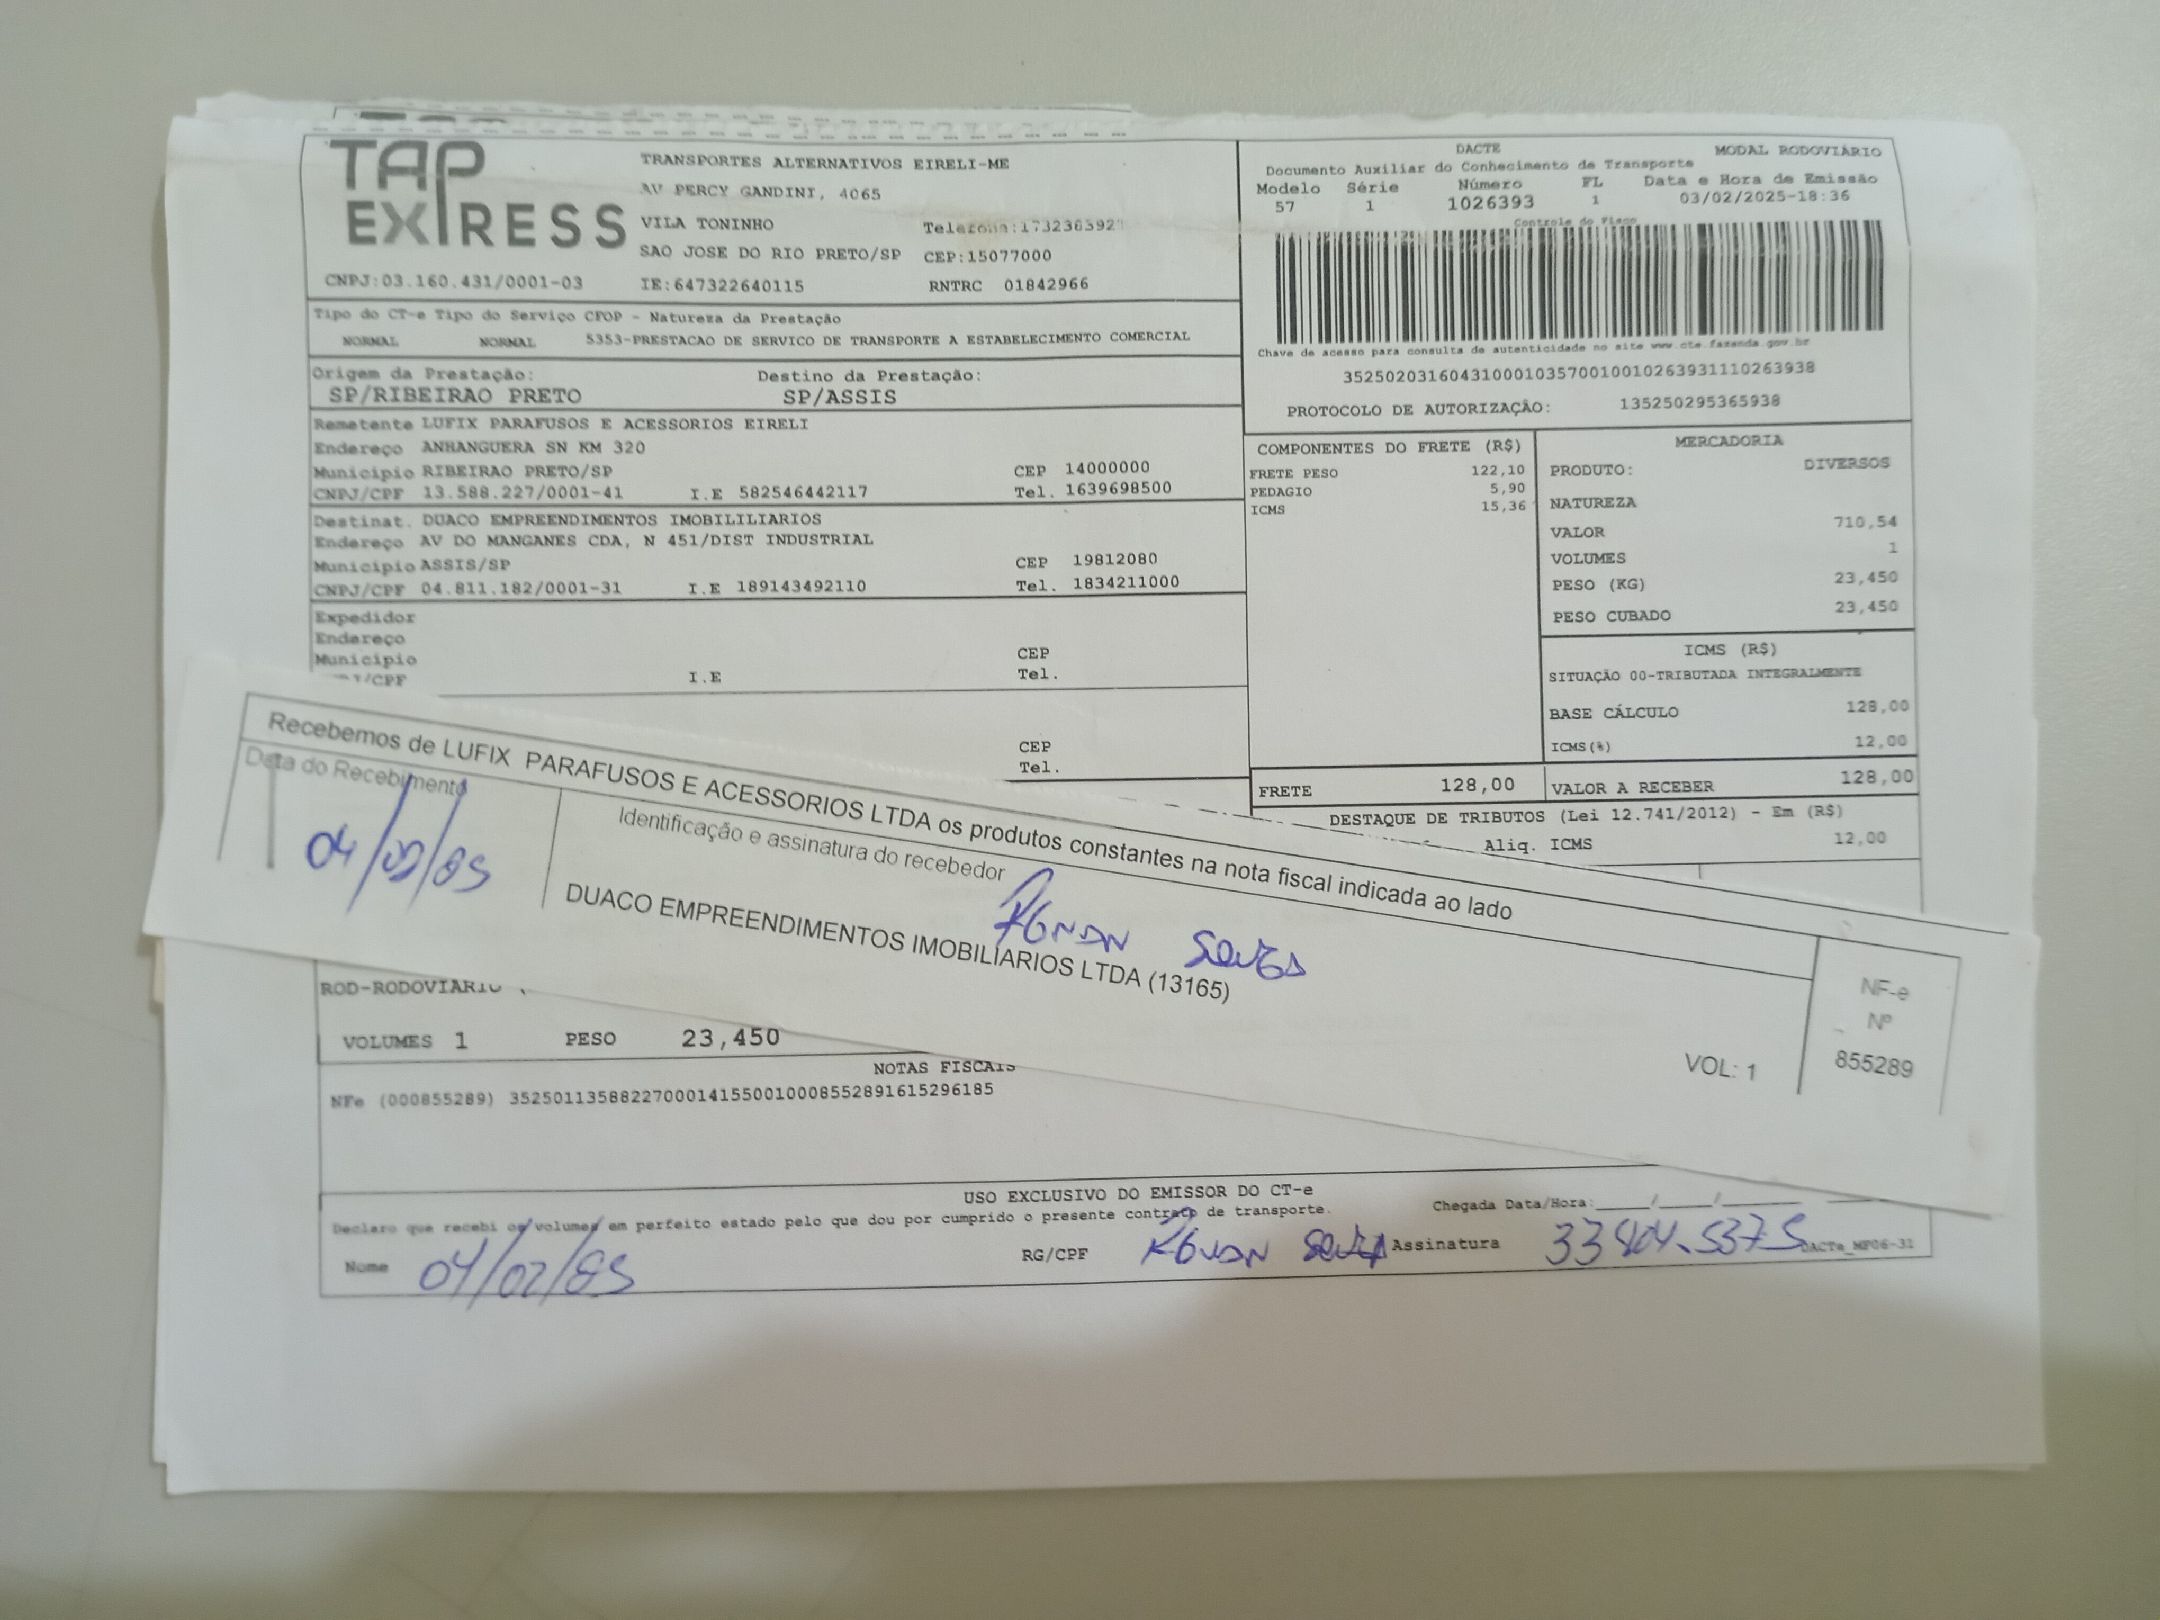 TAP
EXPRESS
TRANSPORTES ALTERNATIVOS EIRELI-ME
AV PERCY GANDINI, 4065
VILA TONINHO
SAO JOSE DO RIO PRETO/SP CEP:15077000
CNPJ:03.160.431/0001-03 IE:647322640115 RNTRC 01842966
DACTE MODAL RODOVIÁRIO
Documento Auxiliar do Conhecimento de Transporte
Modelo Série Número FL Data e Hora de Emissão
57 1 1026393 1 03/02/2025-18:36
Controle do Fisco
Chave de acesso para consulta de autenticidade no site www.cte.fazenda.gov.br
35250203160431000103570010010263931110263938
PROTOCOLO DE AUTORIZAÇÃO: 135250295365938
Tipo do CT-e Tipo do Serviço CFOP - Natureza da Prestação
NORMAL NORMAL 5353-PRESTACAO DE SERVICO DE TRANSPORTE A ESTABELECIMENTO COMERCIAL
Origem da Prestação: Destino da Prestação:
SP/RIBEIRAO PRETO SP/ASSIS
Remetente LUFIX PARAFUSOS E ACESSORIOS EIRELI
Endereço ANHANGUERA SN KM 320
Municipio RIBEIRAO PRETO/SP CEP 14000000
CNPJ/CPF 13.588.227/0001-41 I.E 582546442117 Tel. 1639698500
Destinat. DUACO EMPREENDIMENTOS IMOBILILIARIOS
Endereço AV DO MANGANES CDA, N 451/DIST INDUSTRIAL
Municipio ASSIS/SP CEP 19812080
CNPJ/CPF 04.811.182/0001-31 I.E 189143492110 Tel. 1834211000
Expedidor
Endereço
Município CEP
/CPF I.E Tel.
CEP
Tel.
COMPONENTES DO FRETE (R$)
FRETE PESO 122,10
PEDAGIO 5,90
ICMS 15,36
MERCADORIA
PRODUTO: DIVERSOS
NATUREZA
VALOR 710,54
VOLUMES 1
PESO (KG) 23,450
PESO CUBADO 23,450
ICMS (R$)
SITUAÇÃO 00-TRIBUTADA INTEGRALMENTE
BASE CÁLCULO 128,00
ICMS(%) 12,00
FRETE 128,00 VALOR A RECEBER 128,00
DESTAQUE DE TRIBUTOS (Lei 12.741/2012) - Em (R$)
Aliq. ICMS 12,00
Recebemos de LUFIX PARAFUSOS E ACESSORIOS LTDA os produtos constantes na nota fiscal indicada ao lado
Data do Recebimento Identificação e assinatura do recebedor
DUACO EMPREENDIMENTOS IMOBILIARIOS LTDA (13165)
VOL: 1
NF-e
Nº
855289
ROD-RODOVIARIO
VOLUMES 1 PESO 23,450
NOTAS FISCAIS
NFe (000855289) 35250113588227000141550010008552891615296185
USO EXCLUSIVO DO EMISSOR DO CT-e
Declaro que recebi os volumes em perfeito estado pelo que dou por cumprido o presente contrato de transporte. Chegada Data/Hora:____/____/______
Nome RG/CPF Assinatura
DACTe_MF06-31